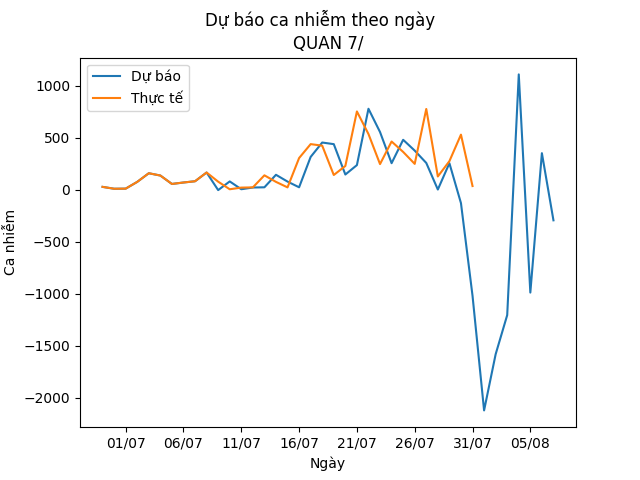 Dự báo ca nhiễm theo ngày
QUAN 7/
Dự báo
Thực tế
1000
500
0
−500
−1000
−1500
−2000
Ca nhiễm
01/07 06/07 11/07 16/07 21/07 26/07 31/07 05/08
Ngày